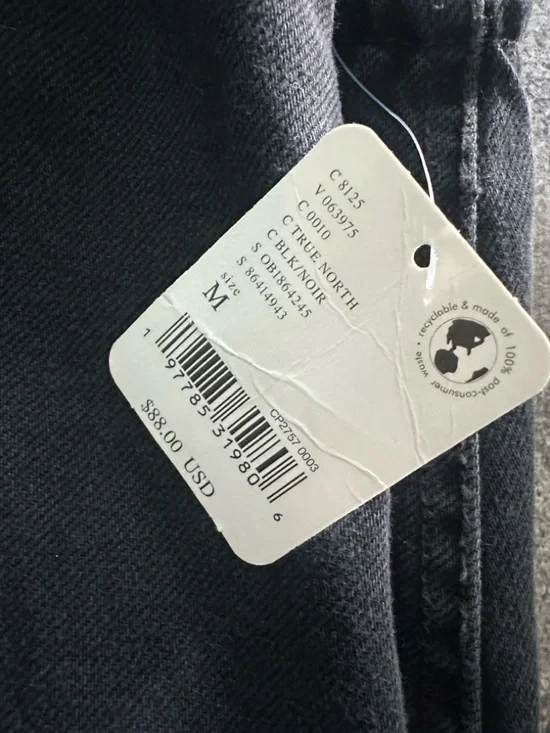 C 8125
V 063975
C 0010
C TRUE NORTH
C BLK/NOIR
S OB1864245
S 86414943
size
M
CP2757 0003
1 97785 31980 6
$88.00 USD
recyclable & made of 100% post-consumer waste •